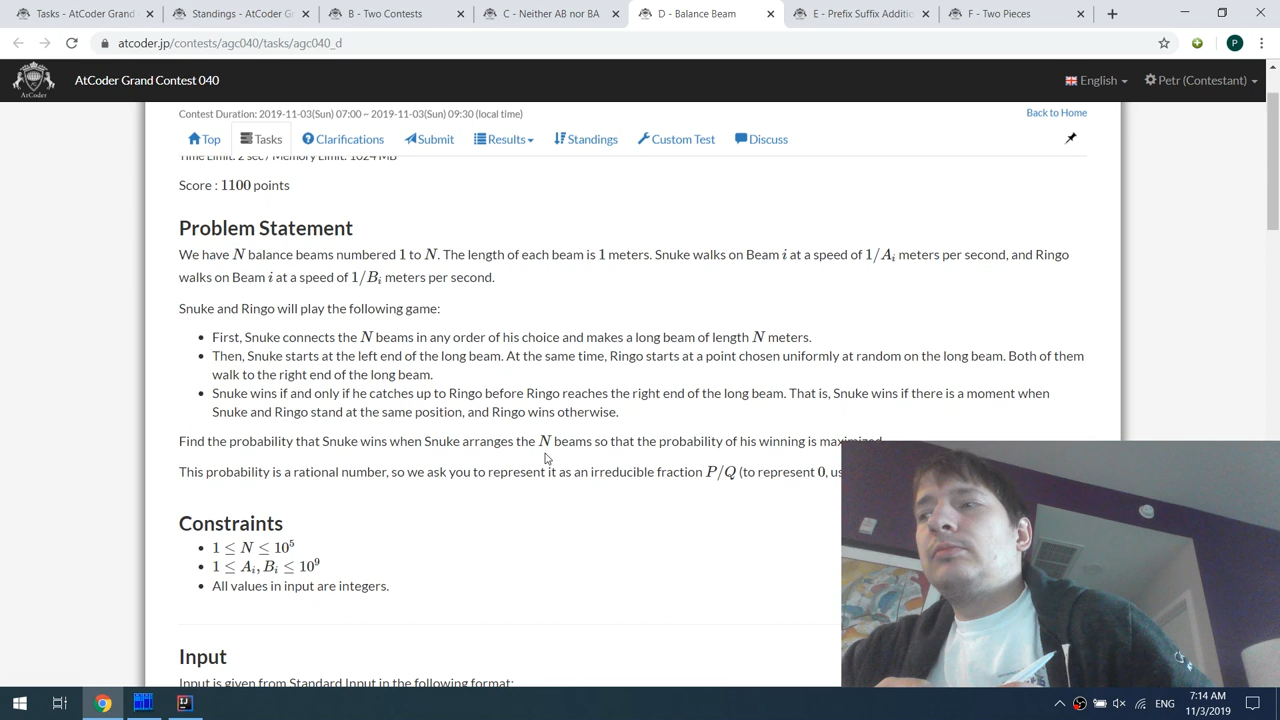 Tasks - AtCoder Grand
Standings - AtCoder Gr
B - Two Contests
C - Neither AB nor BA
D - Balance Beam
E - Prefix Suffix Additio
F - Two Pieces
atcoder.jp/contests/agc040/tasks/agc040_d
P
AtCoder Grand Contest 040
English
Petr (Contestant)
Contest Duration: 2019-11-03(Sun) 07:00 ~ 2019-11-03(Sun) 09:30 (local time)
Back to Home
Top Tasks Clarifications Submit Results Standings Custom Test Discuss
Time Limit: 2 sec / Memory Limit: 1024 MB
Score : 1100 points
Problem Statement
We have N balance beams numbered 1 to N. The length of each beam is 1 meters. Snuke walks on Beam i at a speed of 1/A_i meters per second, and Ringo
walks on Beam i at a speed of 1/B_i meters per second.
Snuke and Ringo will play the following game:
• First, Snuke connects the N beams in any order of his choice and makes a long beam of length N meters.
• Then, Snuke starts at the left end of the long beam. At the same time, Ringo starts at a point chosen uniformly at random on the long beam. Both of them
walk to the right end of the long beam.
• Snuke wins if and only if he catches up to Ringo before Ringo reaches the right end of the long beam. That is, Snuke wins if there is a moment when
Snuke and Ringo stand at the same position, and Ringo wins otherwise.
Find the probability that Snuke wins when Snuke arranges the N beams so that the probability of his winning is maximized.
This probability is a rational number, so we ask you to represent it as an irreducible fraction P/Q (to represent 0, us
Constraints
• 1 ≤ N ≤ 10^5
• 1 ≤ A_i, B_i ≤ 10^9
• All values in input are integers.
Input
Input is given from Standard Input in the following format:
ENG
7:14 AM
11/3/2019